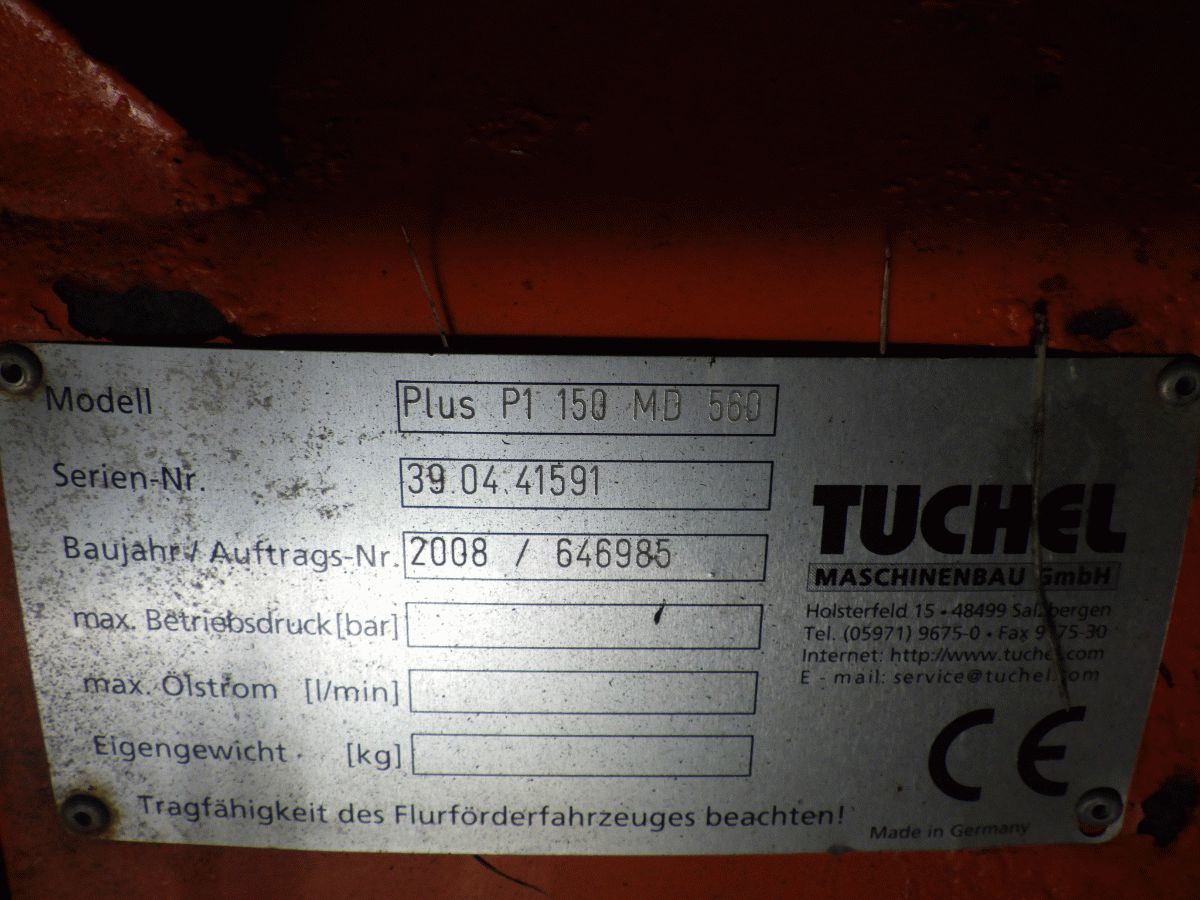 Modell Plus P1 150 MD 560
Serien-Nr. 39.04.41591
Baujahr / Auftrags-Nr. 2008 / 646985
max. Betriebsdruck [bar]
max. Ölstrom [l/min]
Eigengewicht [kg]
Tragfähigkeit des Flurförderfahrzeuges beachten!
TUCHEL
MASCHINENBAU GmbH
Holsterfeld 15 • 48499 Salzbergen
Tel. (05971) 9675-0 • Fax 9675-30
Internet: http://www.tuchel.com
E - mail: service@tuchel.com
CE
Made in Germany